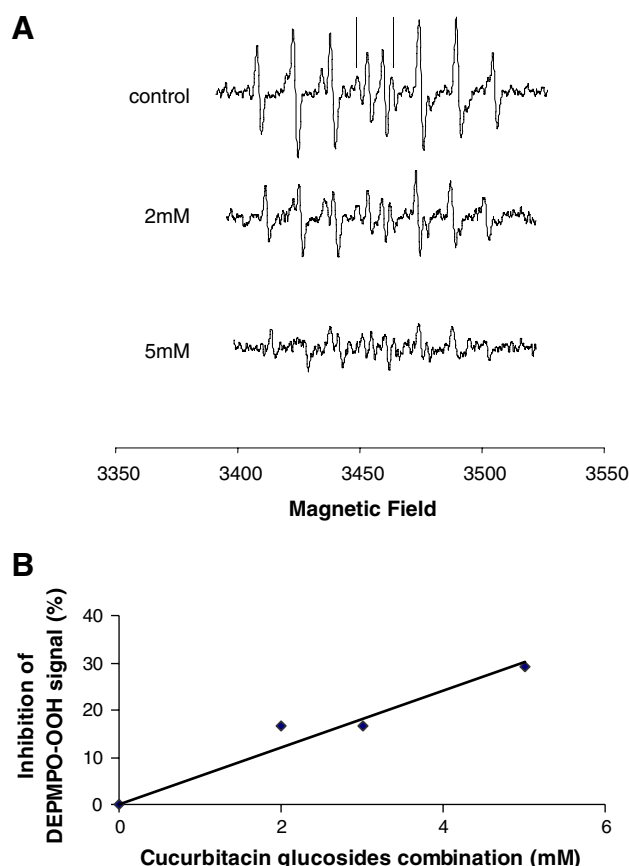 A
control
2mM
5mM
3350 3400 3450 3500 3550
Magnetic Field
B
Inhibition of
DEPMPO-OOH signal (%)
40
30
20
10
0
0 2 4 6
Cucurbitacin glucosides combination (mM)